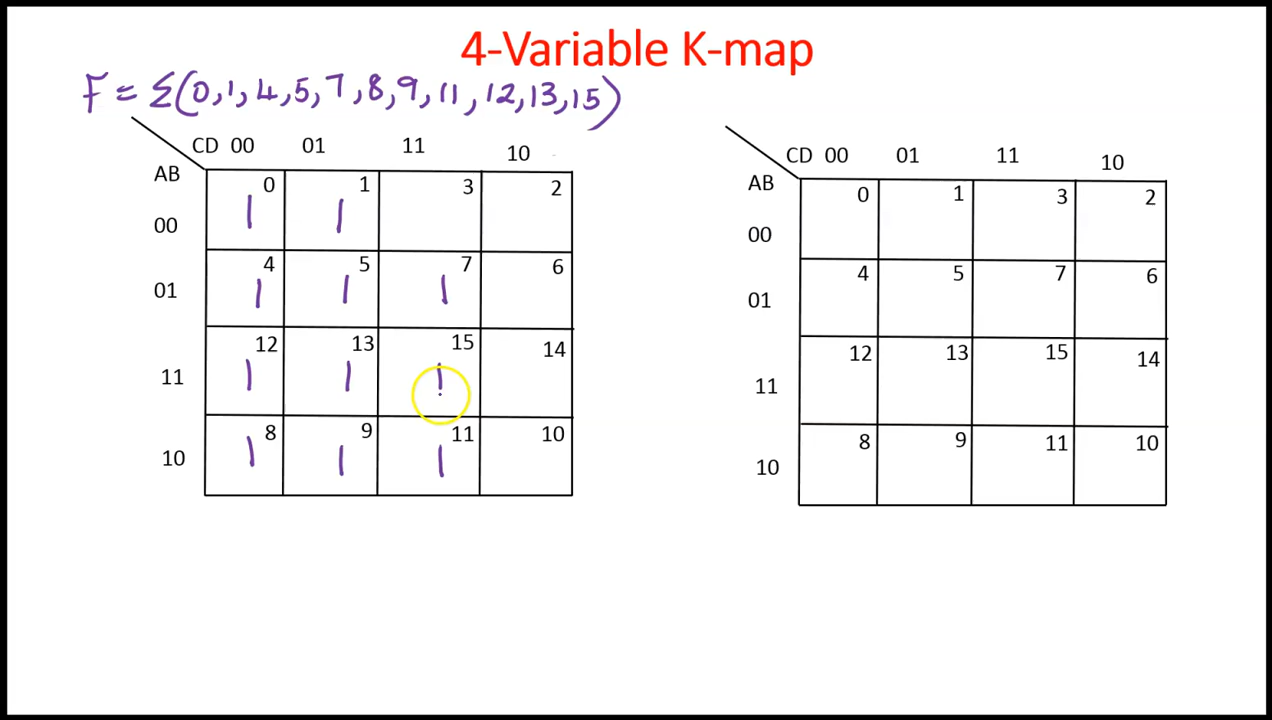 4-Variable K-map
F = Σ(0,1,4,5,7,8,9,11,12,13,15)
CD 00 01 11 10
AB
0 1 3 2
00 1 1
4 5 7 6
01 1 1 1
12 13 15 14
11 1 1 1
8 9 11 10
10 1 1 1
CD 00 01 11 10
AB
0 1 3 2
00
4 5 7 6
01
12 13 15 14
11
8 9 11 10
10